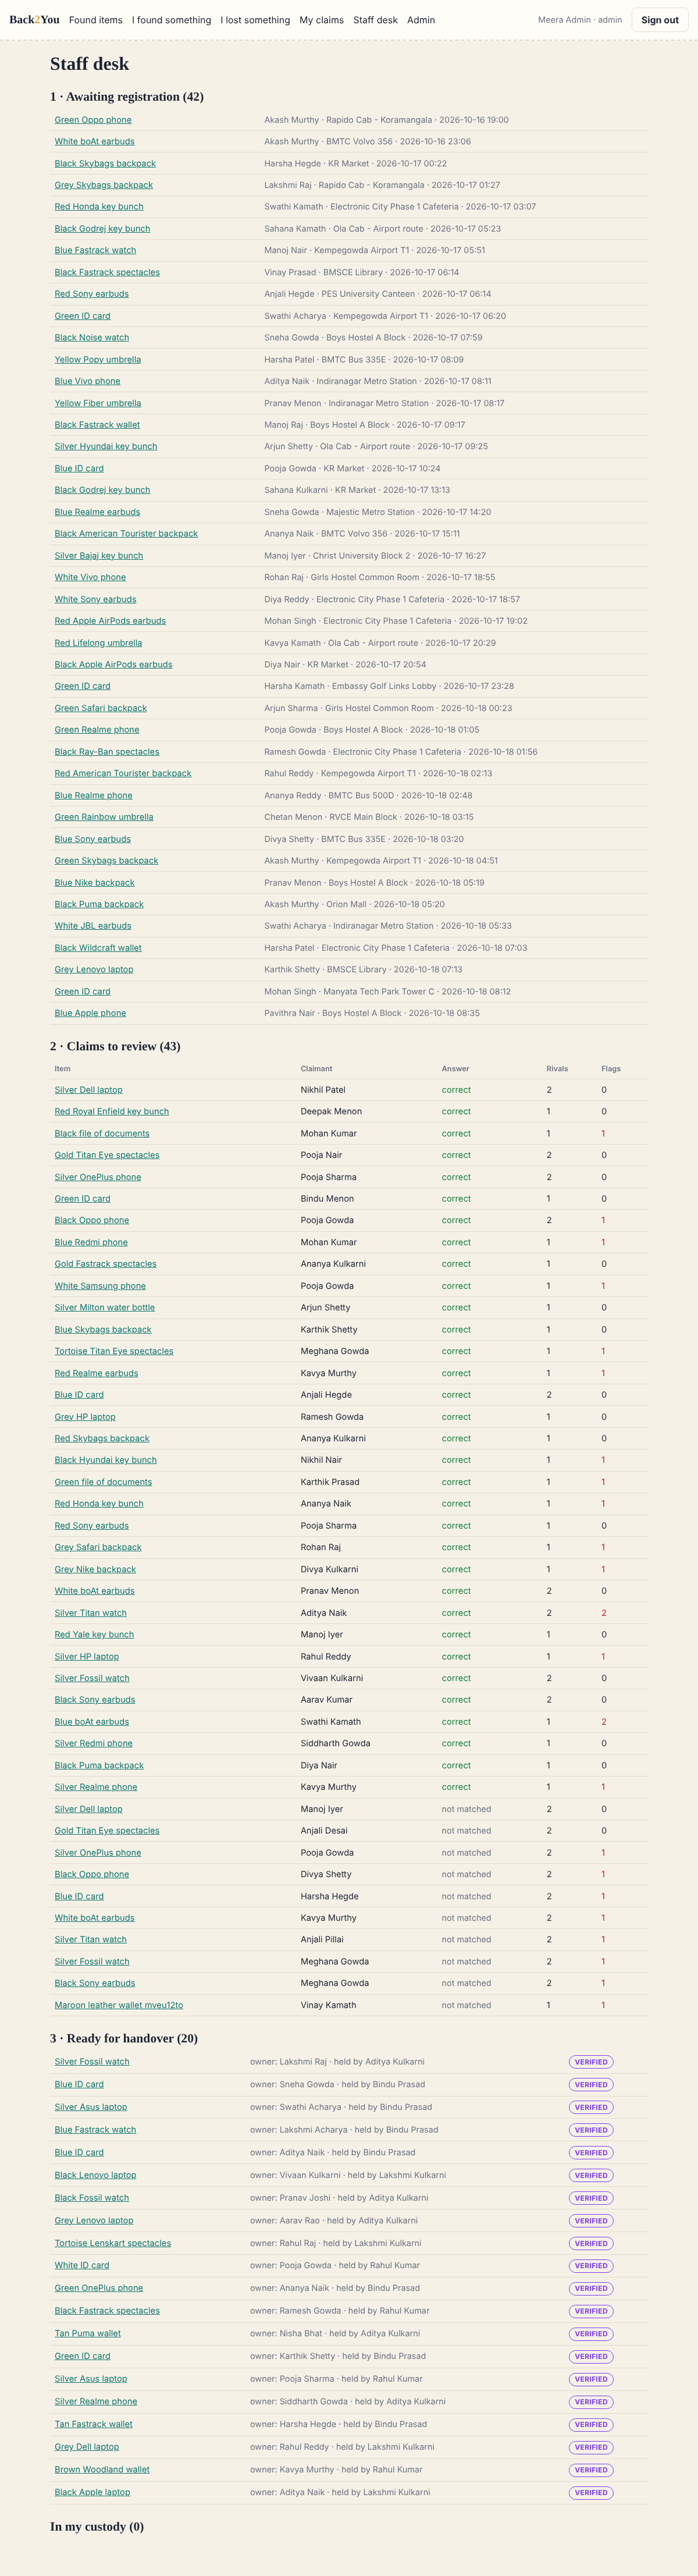 Back2You Found items I found something I lost something My claims Staff desk Admin Meera Admin · admin Sign out
Staff desk
1 · Awaiting registration (42)
Green Oppo phone Akash Murthy · Rapido Cab - Koramangala · 2026-10-16 19:00
White boAt earbuds Akash Murthy · BMTC Volvo 356 · 2026-10-16 23:06
Black Skybags backpack Harsha Hegde · KR Market · 2026-10-17 00:22
Grey Skybags backpack Lakshmi Raj · Rapido Cab - Koramangala · 2026-10-17 01:27
Red Honda key bunch Swathi Kamath · Electronic City Phase 1 Cafeteria · 2026-10-17 03:07
Black Godrej key bunch Sahana Kamath · Ola Cab - Airport route · 2026-10-17 05:23
Blue Fastrack watch Manoj Nair · Kempegowda Airport T1 · 2026-10-17 05:51
Black Fastrack spectacles Vinay Prasad · BMSCE Library · 2026-10-17 06:14
Red Sony earbuds Anjali Hegde · PES University Canteen · 2026-10-17 06:14
Green ID card Swathi Acharya · Kempegowda Airport T1 · 2026-10-17 06:20
Black Noise watch Sneha Gowda · Boys Hostel A Block · 2026-10-17 07:59
Yellow Popy umbrella Harsha Patel · BMTC Bus 335E · 2026-10-17 08:09
Blue Vivo phone Aditya Naik · Indiranagar Metro Station · 2026-10-17 08:11
Yellow Fiber umbrella Pranav Menon · Indiranagar Metro Station · 2026-10-17 08:17
Black Fastrack wallet Manoj Raj · Boys Hostel A Block · 2026-10-17 09:17
Silver Hyundai key bunch Arjun Shetty · Ola Cab - Airport route · 2026-10-17 09:25
Blue ID card Pooja Gowda · KR Market · 2026-10-17 10:24
Black Godrej key bunch Sahana Kulkarni · KR Market · 2026-10-17 13:13
Blue Realme earbuds Sneha Gowda · Majestic Metro Station · 2026-10-17 14:20
Black American Tourister backpack Ananya Naik · BMTC Volvo 356 · 2026-10-17 15:11
Silver Bajaj key bunch Manoj Iyer · Christ University Block 2 · 2026-10-17 16:27
White Vivo phone Rohan Raj · Girls Hostel Common Room · 2026-10-17 18:55
White Sony earbuds Diya Reddy · Electronic City Phase 1 Cafeteria · 2026-10-17 18:57
Red Apple AirPods earbuds Mohan Singh · Electronic City Phase 1 Cafeteria · 2026-10-17 19:02
Red Lifelong umbrella Kavya Kamath · Ola Cab - Airport route · 2026-10-17 20:29
Black Apple AirPods earbuds Diya Nair · KR Market · 2026-10-17 20:54
Green ID card Harsha Kamath · Embassy Golf Links Lobby · 2026-10-17 23:28
Green Safari backpack Arjun Sharma · Girls Hostel Common Room · 2026-10-18 00:23
Green Realme phone Pooja Gowda · Boys Hostel A Block · 2026-10-18 01:05
Black Ray-Ban spectacles Ramesh Gowda · Electronic City Phase 1 Cafeteria · 2026-10-18 01:56
Red American Tourister backpack Rahul Reddy · Kempegowda Airport T1 · 2026-10-18 02:13
Blue Realme phone Ananya Reddy · BMTC Bus 500D · 2026-10-18 02:48
Green Rainbow umbrella Chetan Menon · RVCE Main Block · 2026-10-18 03:15
Blue Sony earbuds Divya Shetty · BMTC Bus 335E · 2026-10-18 03:20
Green Skybags backpack Akash Murthy · Kempegowda Airport T1 · 2026-10-18 04:51
Blue Nike backpack Pranav Menon · Boys Hostel A Block · 2026-10-18 05:19
Black Puma backpack Akash Murthy · Orion Mall · 2026-10-18 05:20
White JBL earbuds Swathi Acharya · Indiranagar Metro Station · 2026-10-18 05:33
Black Wildcraft wallet Harsha Patel · Electronic City Phase 1 Cafeteria · 2026-10-18 07:03
Grey Lenovo laptop Karthik Shetty · BMSCE Library · 2026-10-18 07:13
Green ID card Mohan Singh · Manyata Tech Park Tower C · 2026-10-18 08:12
Blue Apple phone Pavithra Nair · Boys Hostel A Block · 2026-10-18 08:35
2 · Claims to review (43)
Item Claimant Answer Rivals Flags
Silver Dell laptop Nikhil Patel correct 2 0
Red Royal Enfield key bunch Deepak Menon correct 1 0
Black file of documents Mohan Kumar correct 1 1
Gold Titan Eye spectacles Pooja Nair correct 2 0
Silver OnePlus phone Pooja Sharma correct 2 0
Green ID card Bindu Menon correct 1 0
Black Oppo phone Pooja Gowda correct 2 1
Blue Redmi phone Mohan Kumar correct 1 1
Gold Fastrack spectacles Ananya Kulkarni correct 1 0
White Samsung phone Pooja Gowda correct 1 1
Silver Milton water bottle Arjun Shetty correct 1 0
Blue Skybags backpack Karthik Shetty correct 1 0
Tortoise Titan Eye spectacles Meghana Gowda correct 1 1
Red Realme earbuds Kavya Murthy correct 1 1
Blue ID card Anjali Hegde correct 2 0
Grey HP laptop Ramesh Gowda correct 1 0
Red Skybags backpack Ananya Kulkarni correct 1 0
Black Hyundai key bunch Nikhil Nair correct 1 1
Green file of documents Karthik Prasad correct 1 1
Red Honda key bunch Ananya Naik correct 1 1
Red Sony earbuds Pooja Sharma correct 1 0
Grey Safari backpack Rohan Raj correct 1 1
Grey Nike backpack Divya Kulkarni correct 1 1
White boAt earbuds Pranav Menon correct 2 0
Silver Titan watch Aditya Naik correct 2 2
Red Yale key bunch Manoj Iyer correct 1 0
Silver HP laptop Rahul Reddy correct 1 1
Silver Fossil watch Vivaan Kulkarni correct 2 0
Black Sony earbuds Aarav Kumar correct 2 0
Blue boAt earbuds Swathi Kamath correct 1 2
Silver Redmi phone Siddharth Gowda correct 1 0
Black Puma backpack Diya Nair correct 1 0
Silver Realme phone Kavya Murthy correct 1 1
Silver Dell laptop Manoj Iyer not matched 2 0
Gold Titan Eye spectacles Anjali Desai not matched 2 0
Silver OnePlus phone Pooja Gowda not matched 2 1
Black Oppo phone Divya Shetty not matched 2 1
Blue ID card Harsha Hegde not matched 2 1
White boAt earbuds Kavya Murthy not matched 2 1
Silver Titan watch Anjali Pillai not matched 2 1
Silver Fossil watch Meghana Gowda not matched 2 1
Black Sony earbuds Meghana Gowda not matched 2 1
Maroon leather wallet mveu12to Vinay Kamath not matched 1 1
3 · Ready for handover (20)
Silver Fossil watch owner: Lakshmi Raj · held by Aditya Kulkarni VERIFIED
Blue ID card owner: Sneha Gowda · held by Bindu Prasad VERIFIED
Silver Asus laptop owner: Swathi Acharya · held by Bindu Prasad VERIFIED
Blue Fastrack watch owner: Lakshmi Acharya · held by Bindu Prasad VERIFIED
Blue ID card owner: Aditya Naik · held by Bindu Prasad VERIFIED
Black Lenovo laptop owner: Vivaan Kulkarni · held by Lakshmi Kulkarni VERIFIED
Black Fossil watch owner: Pranav Joshi · held by Aditya Kulkarni VERIFIED
Grey Lenovo laptop owner: Aarav Rao · held by Aditya Kulkarni VERIFIED
Tortoise Lenskart spectacles owner: Rahul Raj · held by Lakshmi Kulkarni VERIFIED
White ID card owner: Pooja Gowda · held by Rahul Kumar VERIFIED
Green OnePlus phone owner: Ananya Naik · held by Bindu Prasad VERIFIED
Black Fastrack spectacles owner: Ramesh Gowda · held by Rahul Kumar VERIFIED
Tan Puma wallet owner: Nisha Bhat · held by Aditya Kulkarni VERIFIED
Green ID card owner: Karthik Shetty · held by Bindu Prasad VERIFIED
Silver Asus laptop owner: Pooja Sharma · held by Rahul Kumar VERIFIED
Silver Realme phone owner: Siddharth Gowda · held by Aditya Kulkarni VERIFIED
Tan Fastrack wallet owner: Harsha Hegde · held by Bindu Prasad VERIFIED
Grey Dell laptop owner: Rahul Reddy · held by Lakshmi Kulkarni VERIFIED
Brown Woodland wallet owner: Kavya Murthy · held by Rahul Kumar VERIFIED
Black Apple laptop owner: Aditya Naik · held by Lakshmi Kulkarni VERIFIED
In my custody (0)